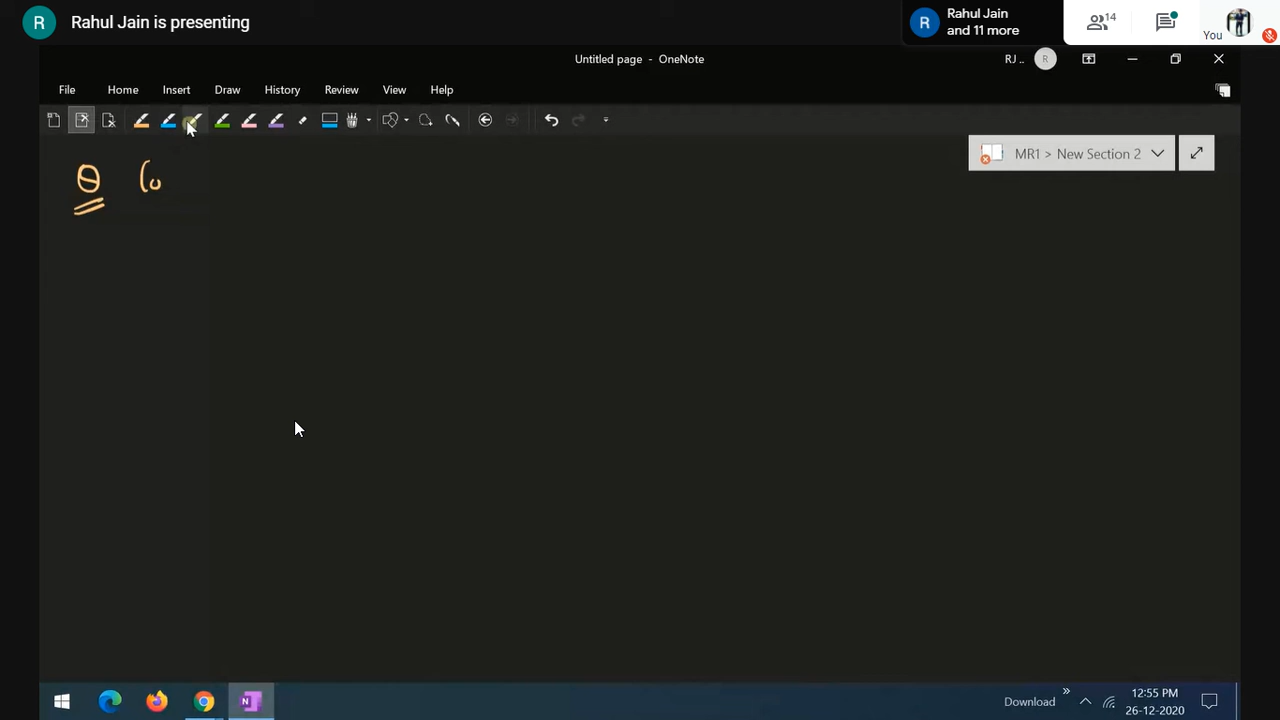 R Rahul Jain is presenting
R Rahul Jain and 11 more
14
You
Untitled page - OneNote
RJ .. R
File Home Insert Draw History Review View Help
MR1 > New Section 2
θ (o
Download
12:55 PM
26-12-2020